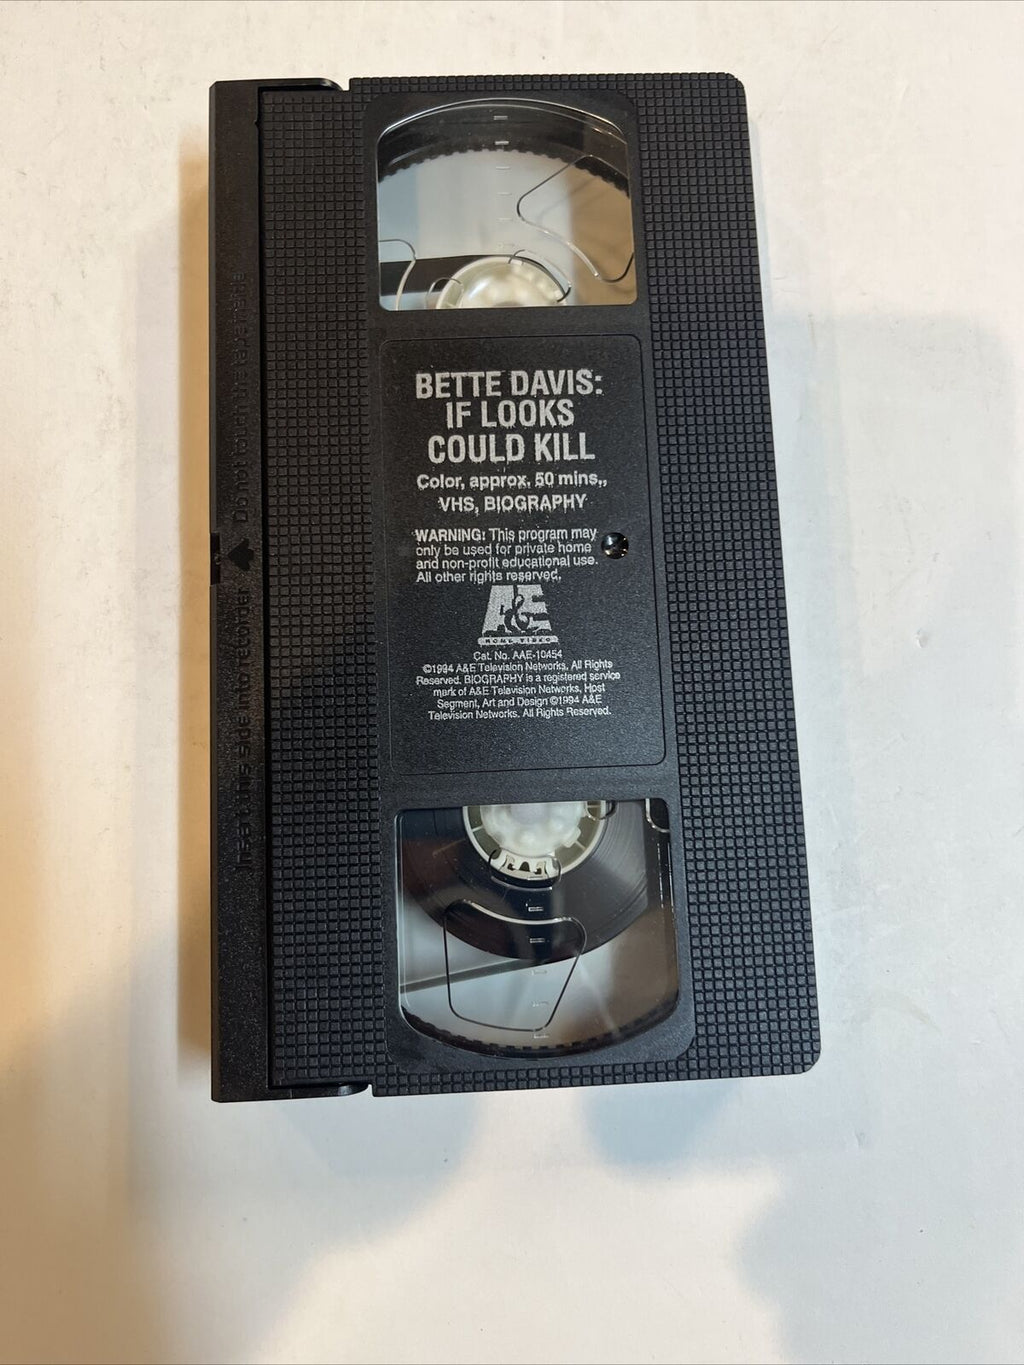 BETTE DAVIS:
IF LOOKS
COULD KILL
Color, approx. 50 mins.,
VHS, BIOGRAPHY
WARNING: This program may
only be used for private home
and non-profit educational use.
All other rights reserved.
A&E
HOME VIDEO
Cat. No. AAE-10454
©1994 A&E Television Networks. All Rights
Reserved. BIOGRAPHY is a registered service
mark of A&E Television Networks. Host
Segment, Art and Design ©1994 A&E
Television Networks. All Rights Reserved.
Insert this side into recorder Do not touch the tape inside